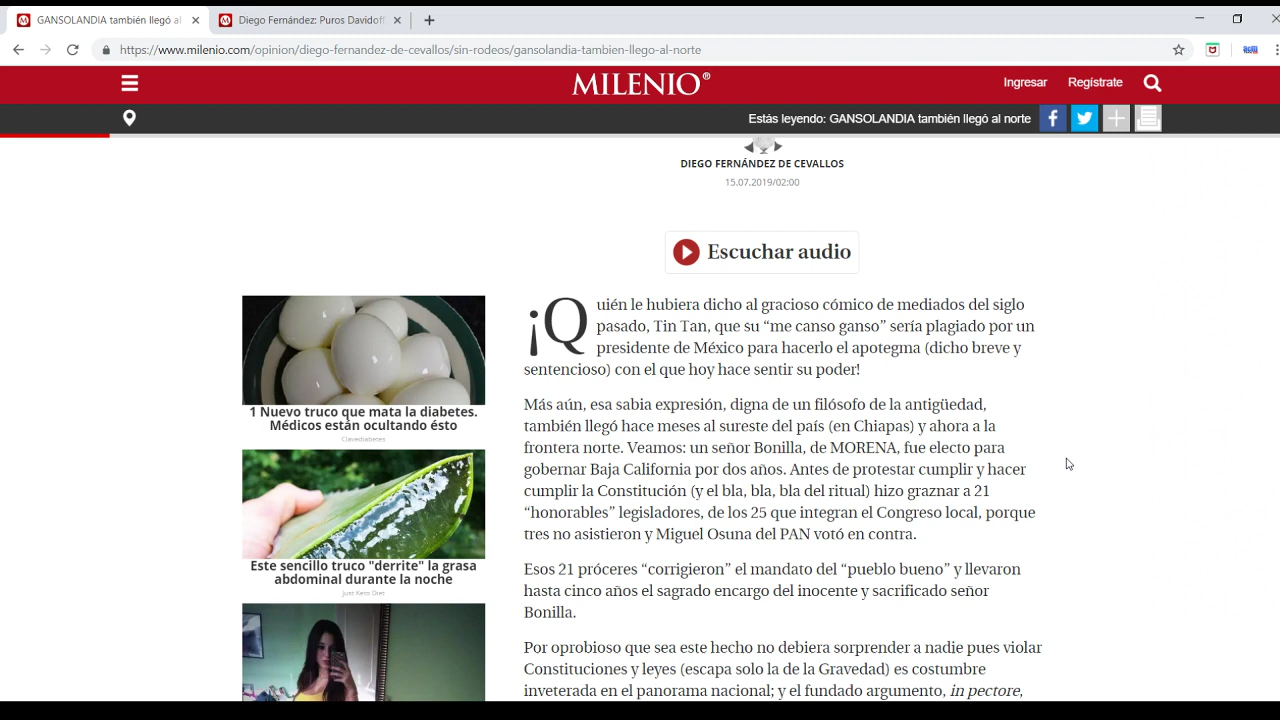 GANSOLANDIA también llegó al
Diego Fernández: Puros Davidoff
https://www.milenio.com/opinion/diego-fernandez-de-cevallos/sin-rodeos/gansolandia-tambien-llego-al-norte
MILENIO®
Ingresar
Regístrate
Estás leyendo: GANSOLANDIA también llegó al norte
DIEGO FERNÁNDEZ DE CEVALLOS
15.07.2019/02:00
Escuchar audio
1 Nuevo truco que mata la diabetes.
Médicos están ocultando ésto
Clavediabetes
Este sencillo truco "derrite" la grasa
abdominal durante la noche
Just Keto Diet
¡Quién le hubiera dicho al gracioso cómico de mediados del siglo
pasado, Tin Tan, que su “me canso ganso” sería plagiado por un
presidente de México para hacerlo el apotegma (dicho breve y
sentencioso) con el que hoy hace sentir su poder!
Más aún, esa sabia expresión, digna de un filósofo de la antigüedad,
también llegó hace meses al sureste del país (en Chiapas) y ahora a la
frontera norte. Veamos: un señor Bonilla, de MORENA, fue electo para
gobernar Baja California por dos años. Antes de protestar cumplir y hacer
cumplir la Constitución (y el bla, bla, bla del ritual) hizo graznar a 21
“honorables” legisladores, de los 25 que integran el Congreso local, porque
tres no asistieron y Miguel Osuna del PAN votó en contra.
Esos 21 próceres “corrigieron” el mandato del “pueblo bueno” y llevaron
hasta cinco años el sagrado encargo del inocente y sacrificado señor
Bonilla.
Por oprobioso que sea este hecho no debiera sorprender a nadie pues violar
Constituciones y leyes (escapa solo la de la Gravedad) es costumbre
inveterada en el panorama nacional; y el fundado argumento, in pectore,